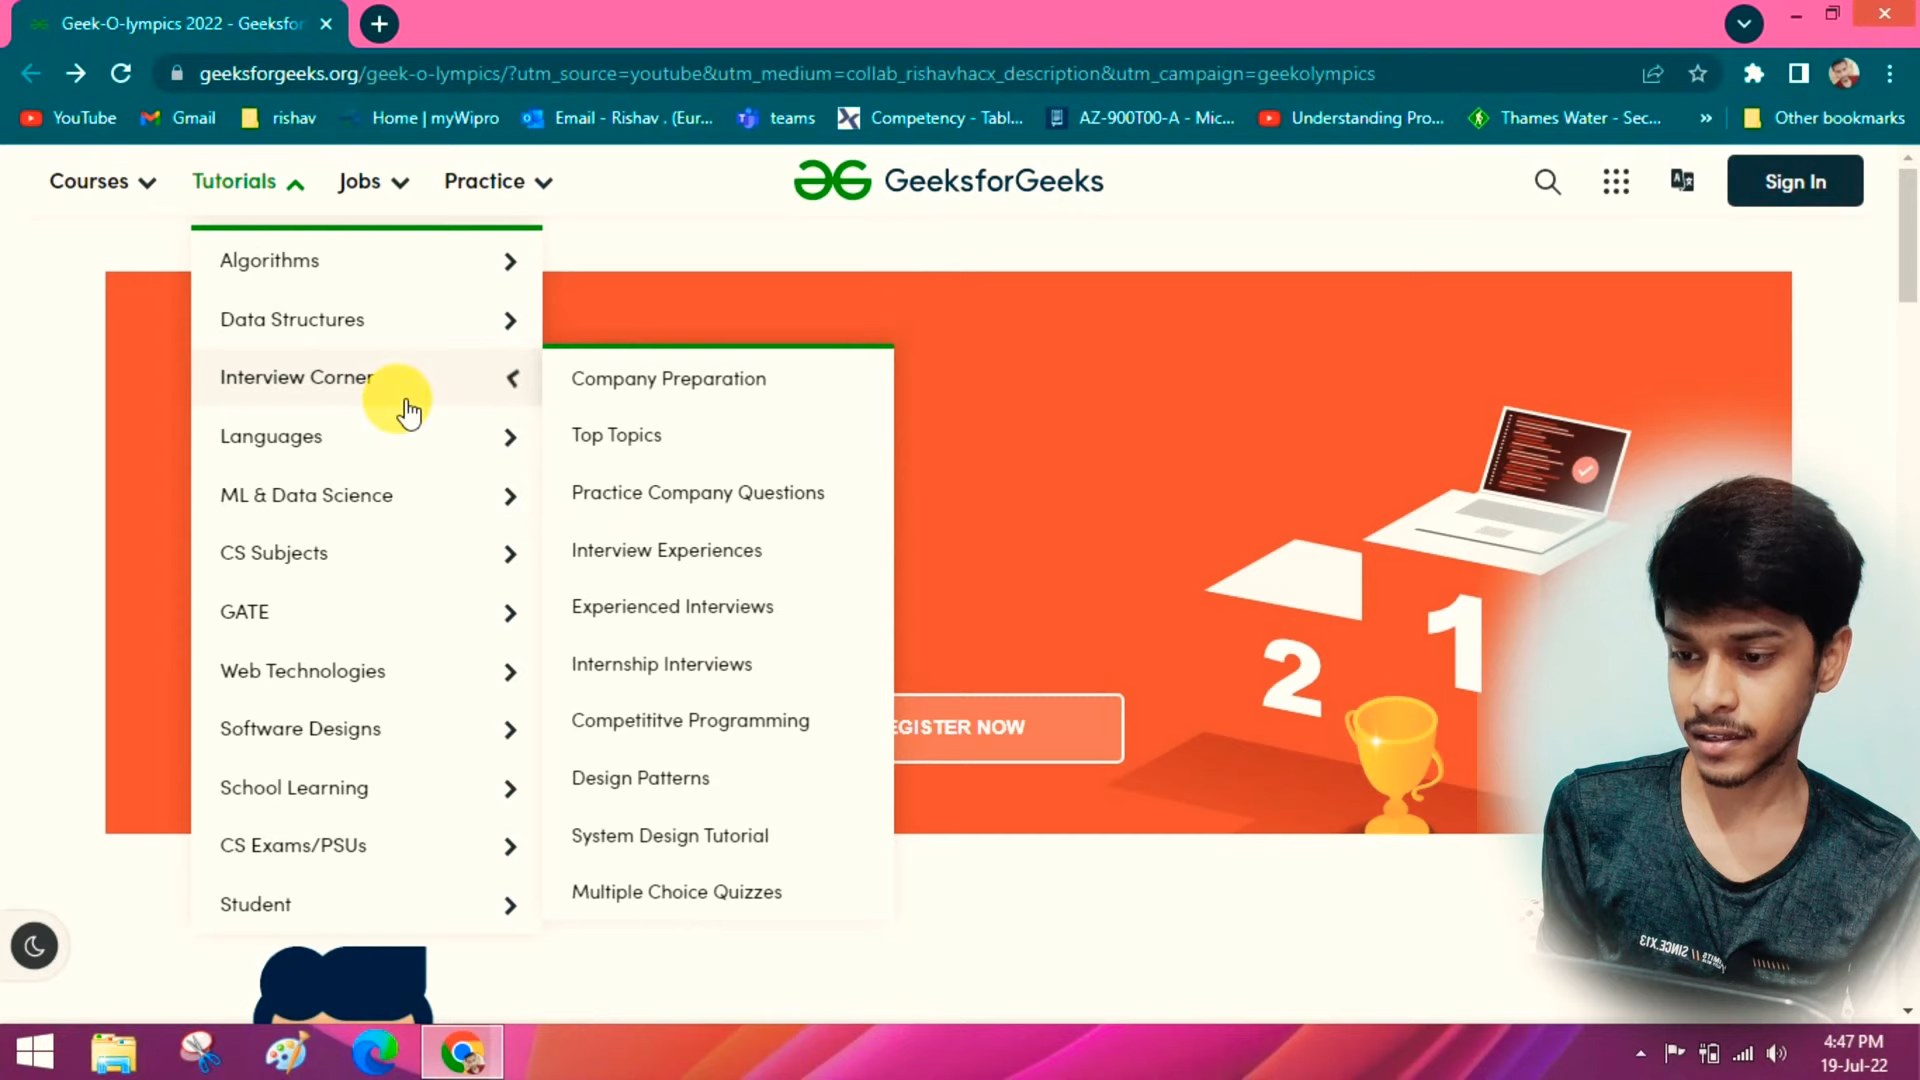 Geek-O-lympics 2022 - Geeksfor
geeksforgeeks.org/geek-o-lympics/?utm_source=youtube&utm_medium=collab_rishavhacx_description&utm_campaign=geekolympics
YouTube Gmail rishav Home | myWipro Email - Rishav . (Eur... teams Competency - Tabl... AZ-900T00-A - Mic... Understanding Pro... Thames Water - Sec... » Other bookmarks
Courses Tutorials Jobs Practice GeeksforGeeks Sign In
Algorithms
Data Structures
Interview Corner
Languages
ML & Data Science
CS Subjects
GATE
Web Technologies
Software Designs
School Learning
CS Exams/PSUs
Student
Company Preparation
Top Topics
Practice Company Questions
Interview Experiences
Experienced Interviews
Internship Interviews
Competititve Programming
Design Patterns
System Design Tutorial
Multiple Choice Quizzes
EGISTER NOW
1
2
SINCE.X13
4:47 PM
19-Jul-22